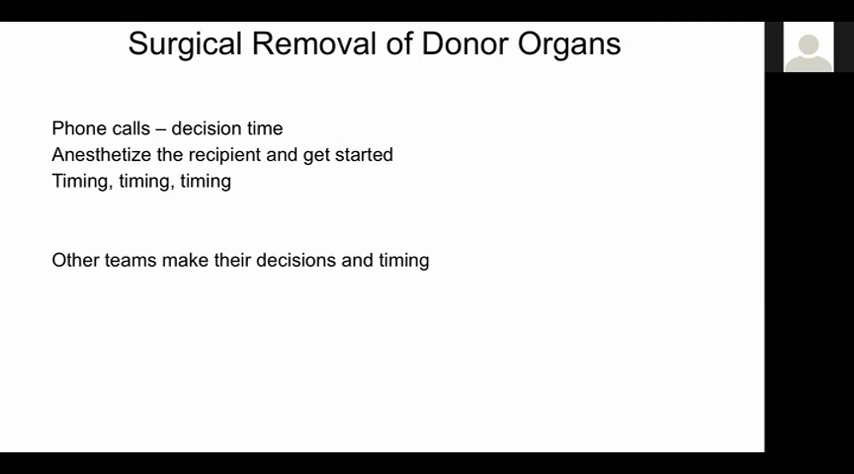 Surgical Removal of Donor Organs
Phone calls – decision time
Anesthetize the recipient and get started
Timing, timing, timing
Other teams make their decisions and timing